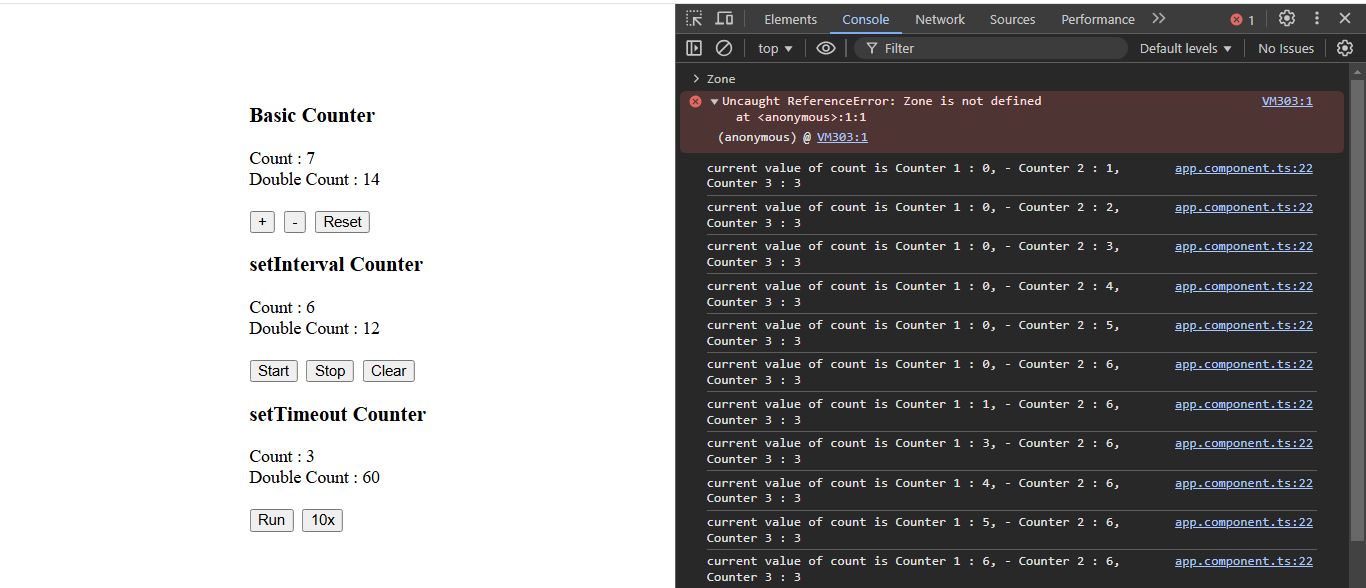 Basic Counter
Count : 7
Double Count : 14
+ - Reset
setInterval Counter
Count : 6
Double Count : 12
Start Stop Clear
setTimeout Counter
Count : 3
Double Count : 60
Run 10x
Elements Console Network Sources Performance 1
top Filter Default levels No Issues
Zone
Uncaught ReferenceError: Zone is not defined VM303:1
at <anonymous>:1:1
(anonymous) @ VM303:1
current value of count is Counter 1 : 0, - Counter 2 : 1, app.component.ts:22
Counter 3 : 3
current value of count is Counter 1 : 0, - Counter 2 : 2, app.component.ts:22
Counter 3 : 3
current value of count is Counter 1 : 0, - Counter 2 : 3, app.component.ts:22
Counter 3 : 3
current value of count is Counter 1 : 0, - Counter 2 : 4, app.component.ts:22
Counter 3 : 3
current value of count is Counter 1 : 0, - Counter 2 : 5, app.component.ts:22
Counter 3 : 3
current value of count is Counter 1 : 0, - Counter 2 : 6, app.component.ts:22
Counter 3 : 3
current value of count is Counter 1 : 1, - Counter 2 : 6, app.component.ts:22
Counter 3 : 3
current value of count is Counter 1 : 3, - Counter 2 : 6, app.component.ts:22
Counter 3 : 3
current value of count is Counter 1 : 4, - Counter 2 : 6, app.component.ts:22
Counter 3 : 3
current value of count is Counter 1 : 5, - Counter 2 : 6, app.component.ts:22
Counter 3 : 3
current value of count is Counter 1 : 6, - Counter 2 : 6, app.component.ts:22
Counter 3 : 3